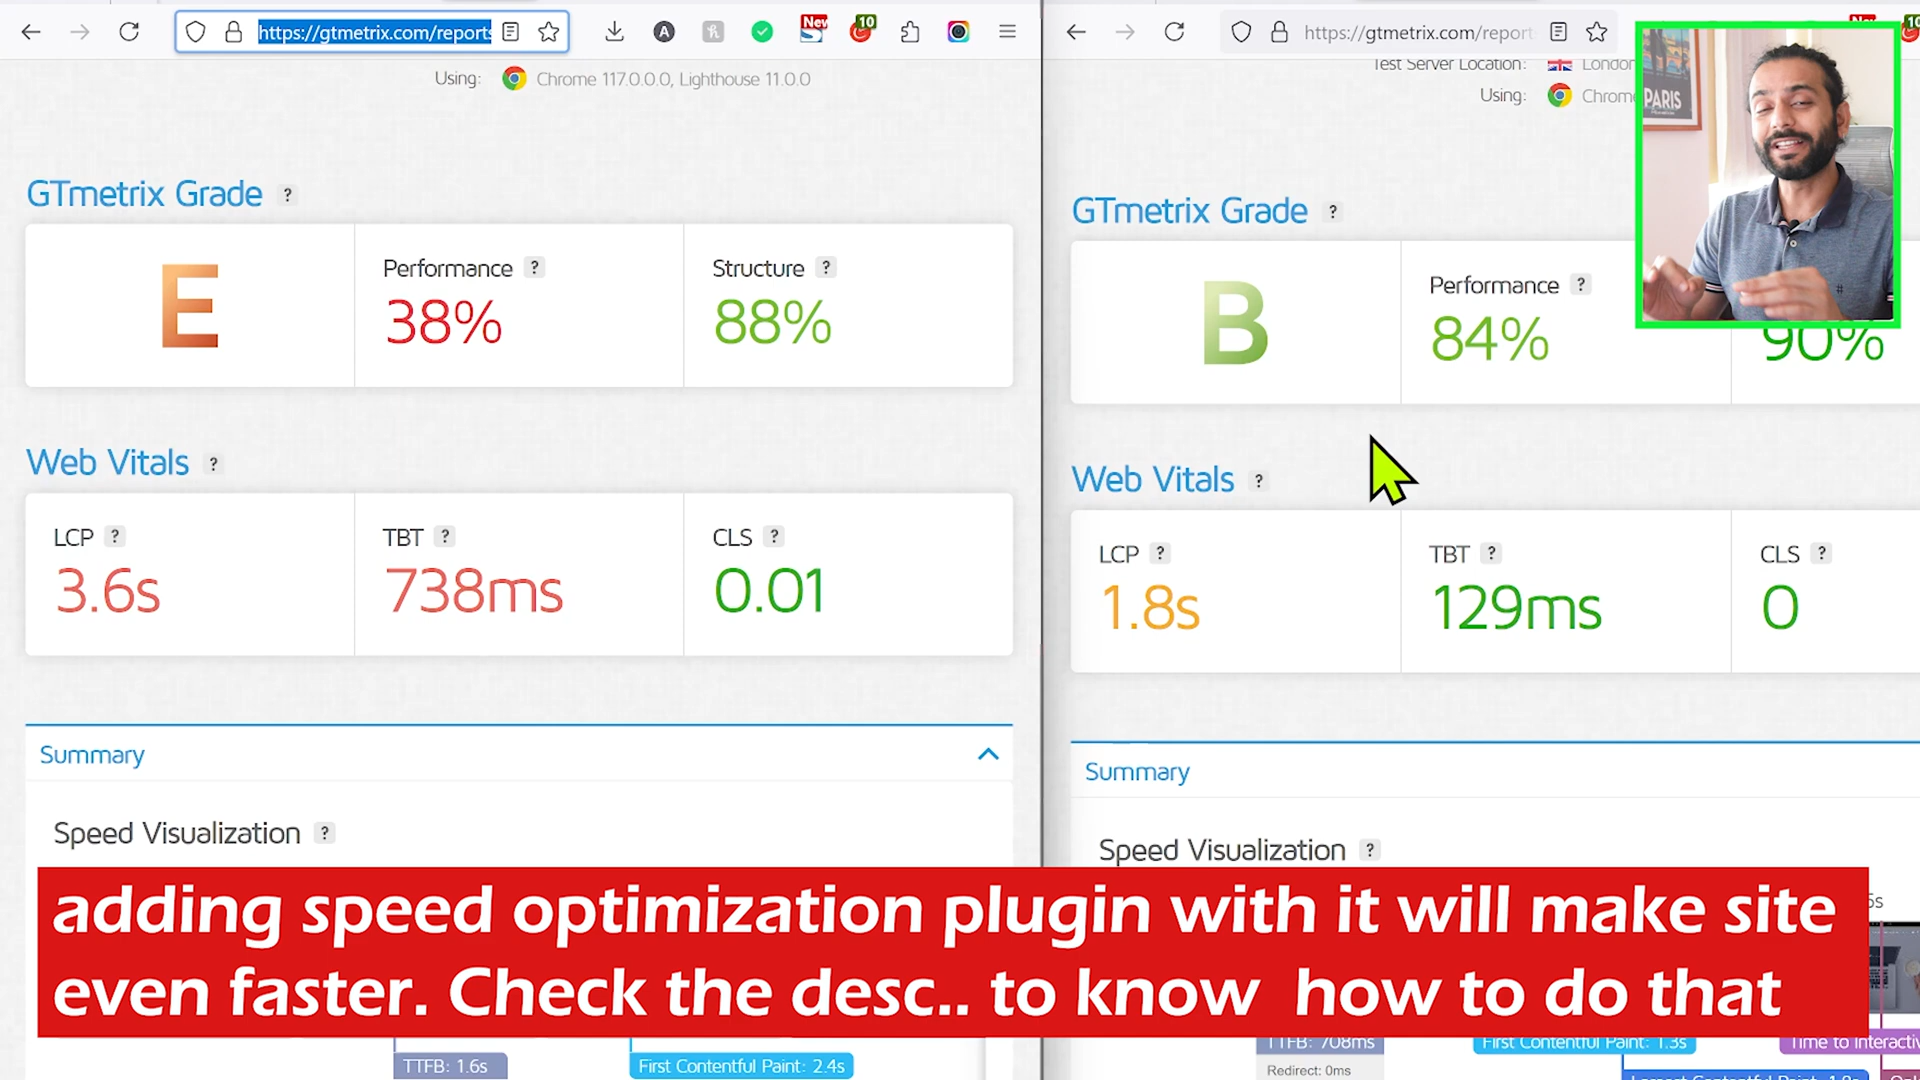 https://gtmetrix.com/reports
New
10
A
https://gtmetrix.com/report
Using: Chrome 117.0.0.0, Lighthouse 11.0.0
Test Server Location: London
Using: Chrome
PARIS
GTmetrix Grade ?
E
Performance ?
38%
Structure ?
88%
Web Vitals ?
LCP ?
3.6s
TBT ?
738ms
CLS ?
0.01
Summary
Speed Visualization ?
TTFB: 1.6s
First Contentful Paint: 2.4s
GTmetrix Grade ?
B
Performance ?
84%
90%
Web Vitals ?
LCP ?
1.8s
TBT ?
129ms
CLS ?
0
Summary
Speed Visualization ?
TTFB: 708ms
Redirect: 0ms
First Contentful Paint: 1.3s
Time to Interactiv
adding speed optimization plugin with it will make site
even faster. Check the desc.. to know how to do that